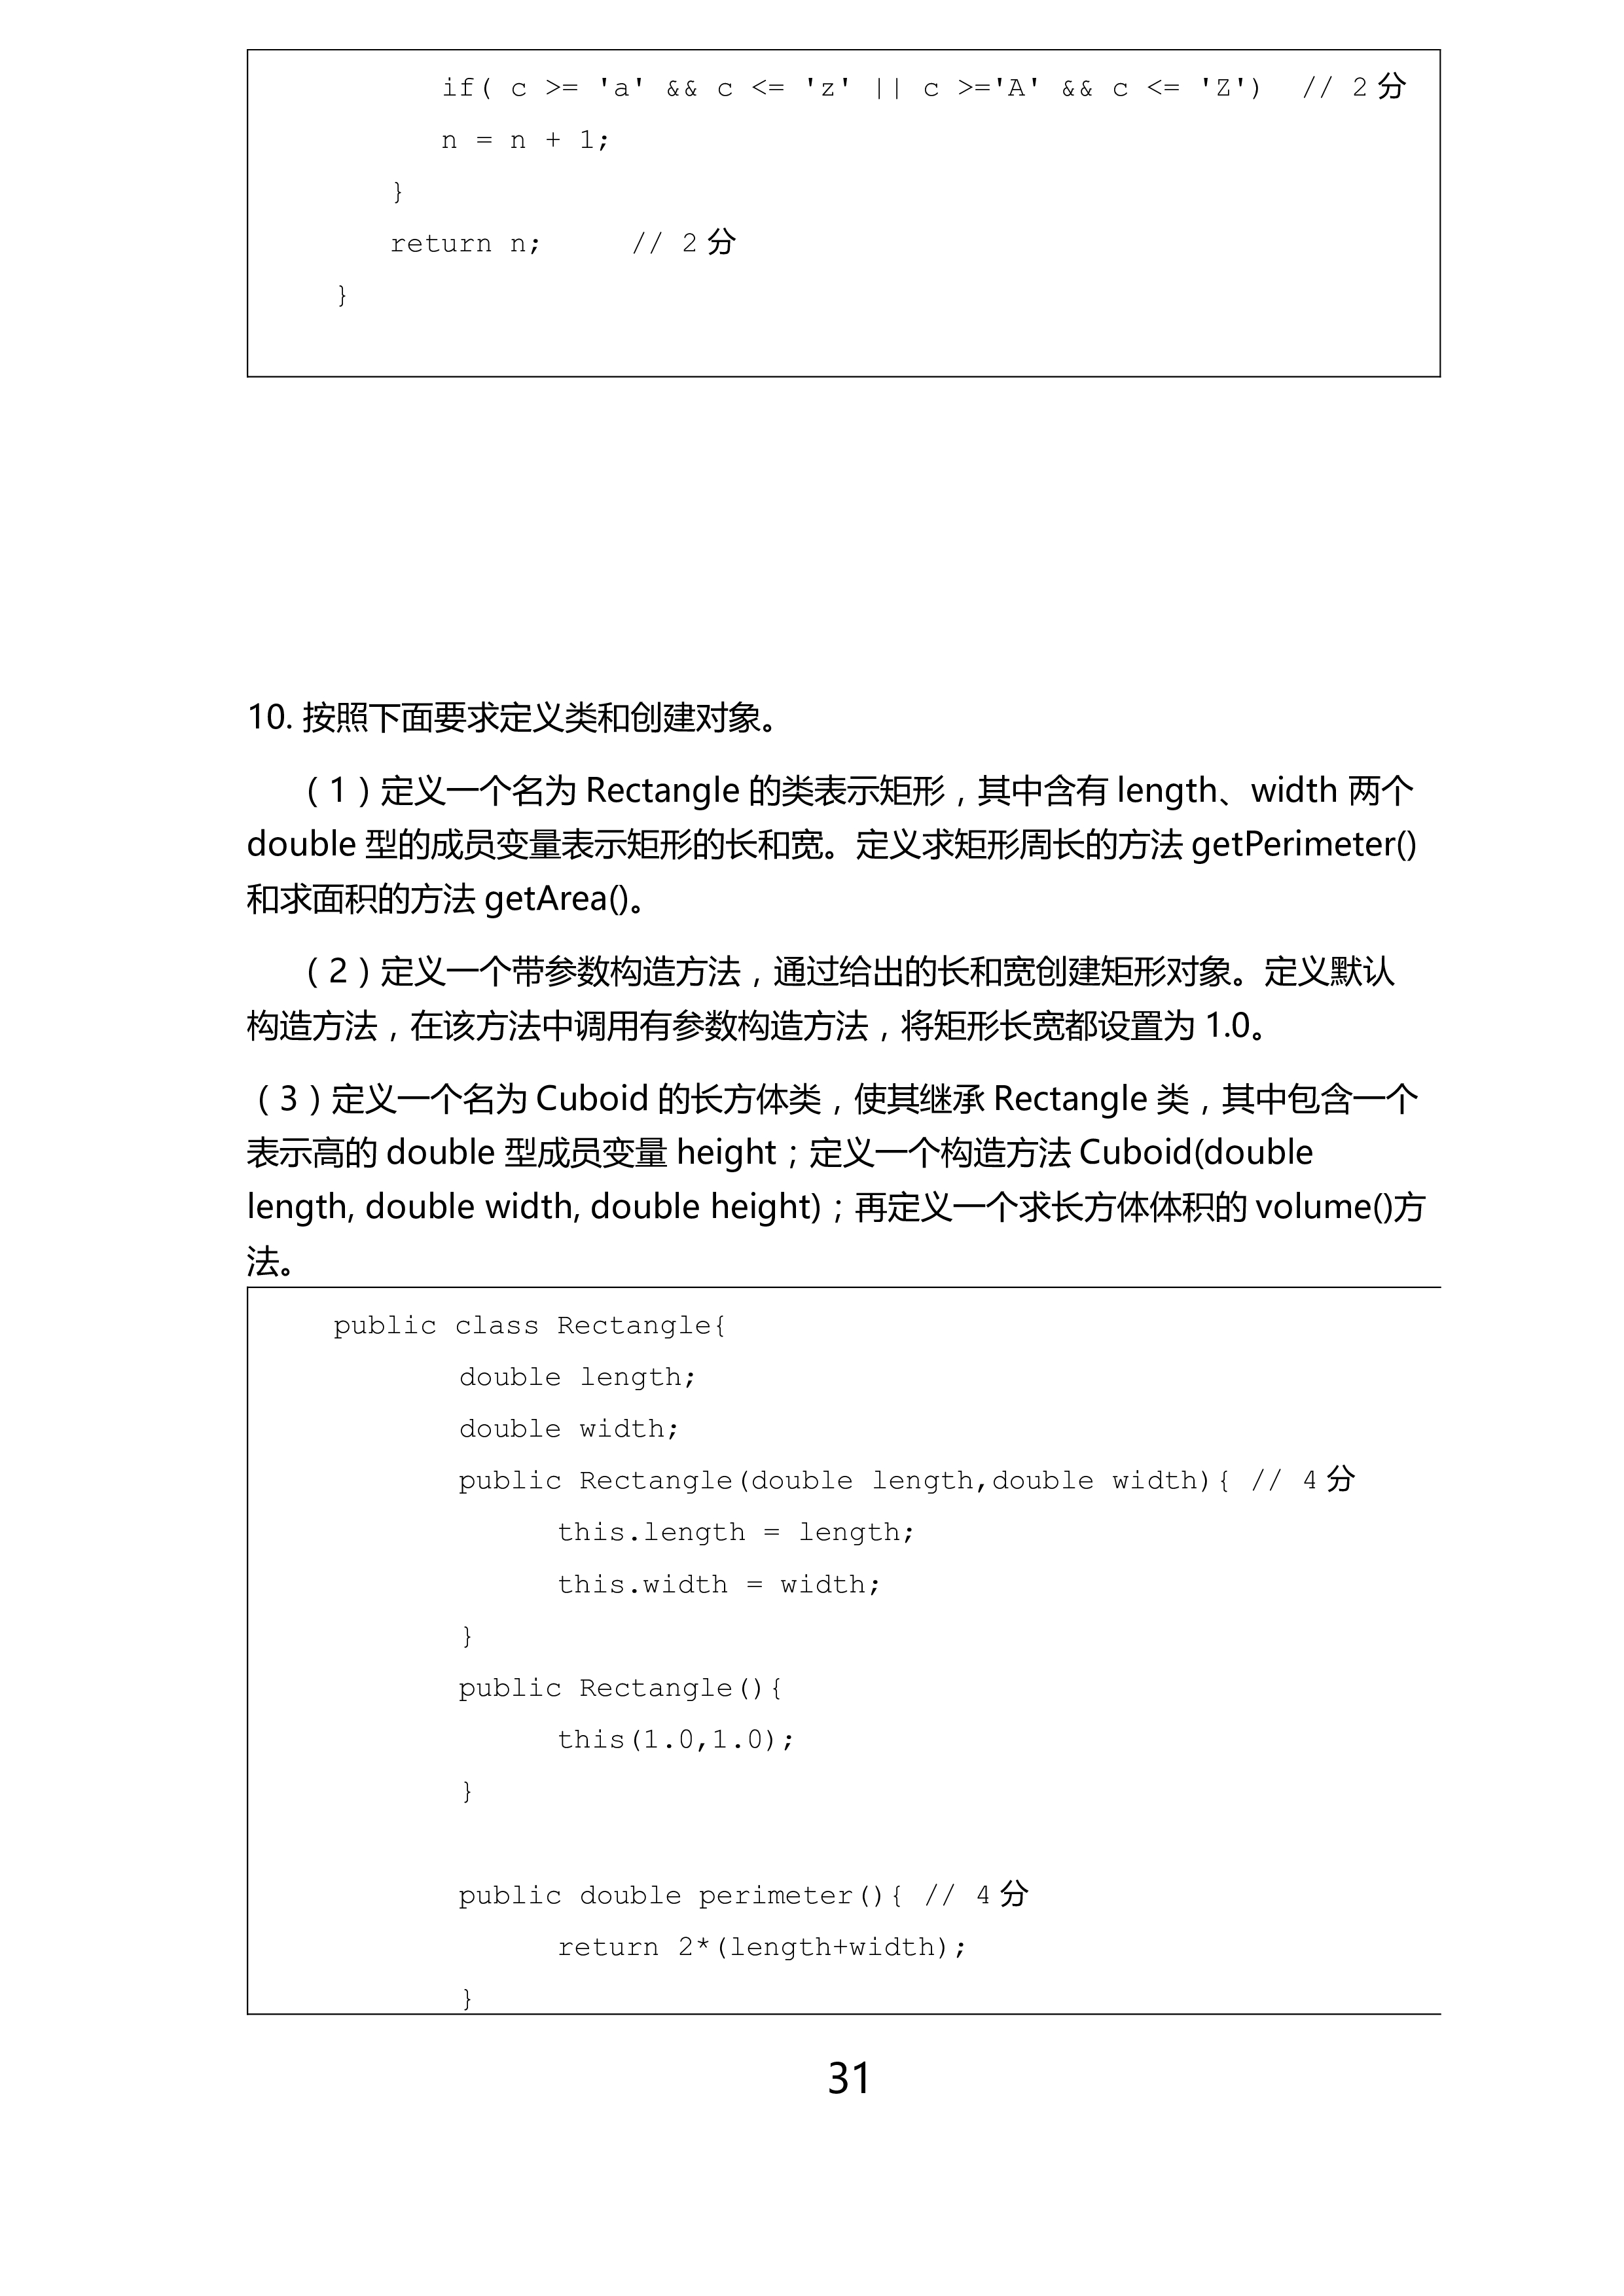 if( c >= 'a' && c <= 'z' || c >='A' && c <= 'Z')  // 2 分
n = n + 1;
}
return n;     // 2 分
}
10. 按照下面要求定义类和创建对象。
（1）定义一个名为 Rectangle 的类表示矩形，其中含有 length、width 两个
double 型的成员变量表示矩形的长和宽。定义求矩形周长的方法 getPerimeter()
和求面积的方法 getArea()。
（2）定义一个带参数构造方法，通过给出的长和宽创建矩形对象。定义默认
构造方法，在该方法中调用有参数构造方法，将矩形长宽都设置为 1.0。
（3）定义一个名为 Cuboid 的长方体类，使其继承 Rectangle 类，其中包含一个
表示高的 double 型成员变量 height；定义一个构造方法 Cuboid(double
length, double width, double height)；再定义一个求长方体体积的 volume()方
法。
public class Rectangle{
double length;
double width;
public Rectangle(double length,double width){ // 4 分
this.length = length;
this.width = width;
}
public Rectangle(){
this(1.0,1.0);
}
public double perimeter(){ // 4 分
return 2*(length+width);
}
31